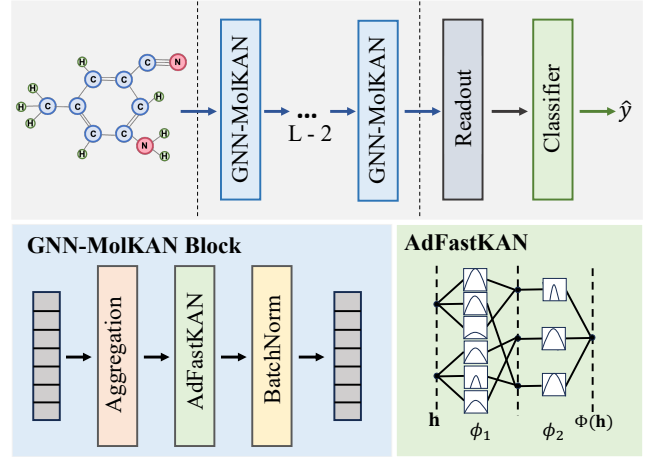 H
C
N
H
H
H
C
C
C
C
C
C
H
C
N
H
H
H
GNN-MolKAN
...
L - 2
GNN-MolKAN
Readout
Classifier
ŷ
GNN-MolKAN Block
Aggregation
AdFastKAN
BatchNorm
AdFastKAN
h
ϕ1
ϕ2
Φ(h)